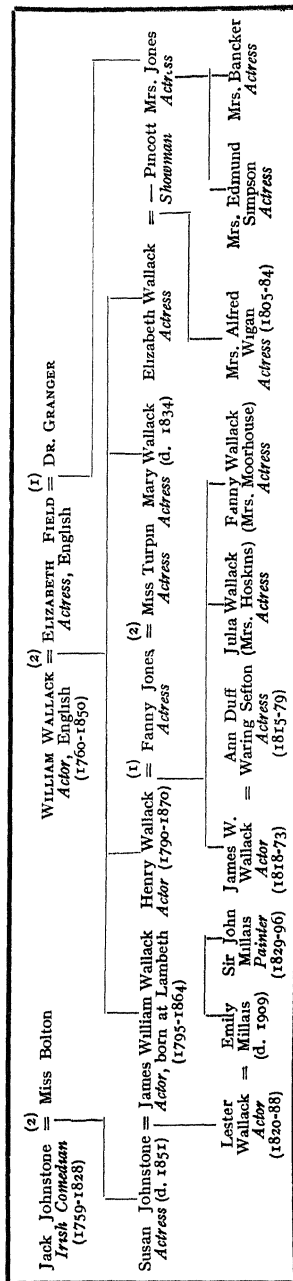 Jack Johnstone (2) = Miss Bolton
Irish Comedian
(1759-1828)
WILLIAM WALLACK (2) = ELIZABETH FIELD (1) = DR. GRANGER
Actor, English
Actress, English
(1760-1850)
Susan Johnstone = James William Wallack
Actress (d. 1851)
Actor, born at Lambeth
(1795-1864)
Henry Wallack (1) = Fanny Jones, (2) = Miss Turpin
Actor (1790-1870)
Actress
Actress
Mary Wallack
Actress (d. 1834)
Elizabeth Wallack = — Pincott
Actress
Showman
Mrs. Jones
Actress
Lester
Wallack = Emily
Actor
Millais
(1820-88)
(d. 1909)
Sir John
Millais
Painter
(1829-96)
James W.
Wallack = Ann Duff
Actor
Waring Sefton
(1818-73)
Actress
(1815-79)
Julia Wallack
(Mrs. Hoskins)
Actress
Fanny Wallack
(Mrs. Moorhouse)
Actress
Mrs. Alfred
Wigan
Actress (1805-84)
Mrs. Edmund
Simpson
Actress
Mrs. Bancker
Actress